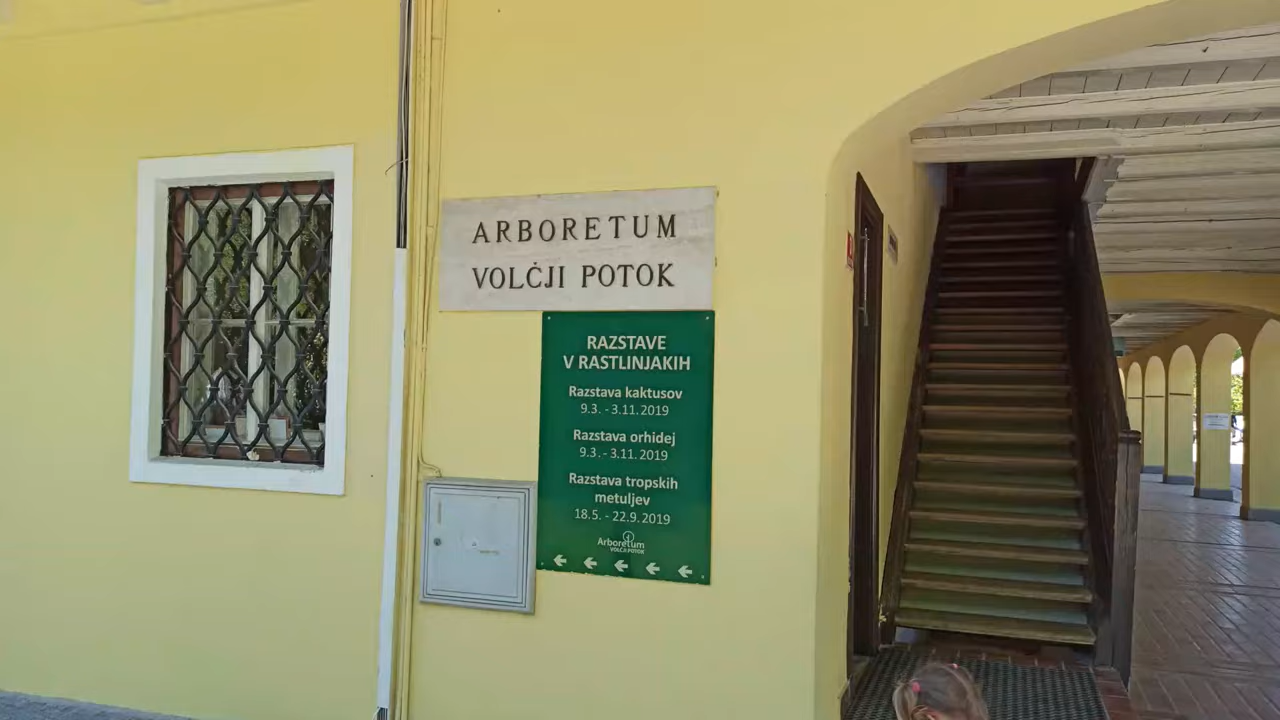 ARBORETUM
VOLČJI POTOK
RAZSTAVE
V RASTLINJAKIH
Razstava kaktusov
9.3. - 3.11.2019
Razstava orhidej
9.3. - 3.11.2019
Razstava tropskih
metuljev
18.5. - 22.9.2019
Arboretum
VOLČJI POTOK